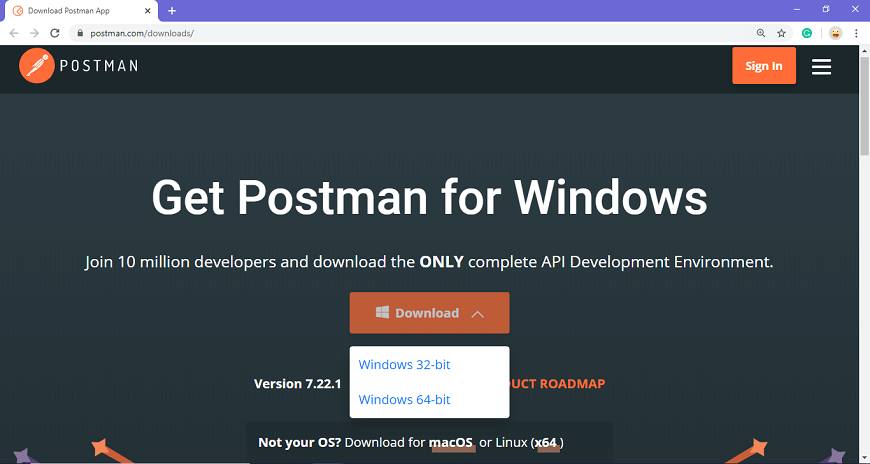 Download Postman App
postman.com/downloads/
POSTMAN
Sign In
Get Postman for Windows
Join 10 million developers and download the ONLY complete API Development Environment.
Download
Windows 32-bit
Version 7.22.1 UCT ROADMAP
Windows 64-bit
Not your OS? Download for macOS or Linux (x64)